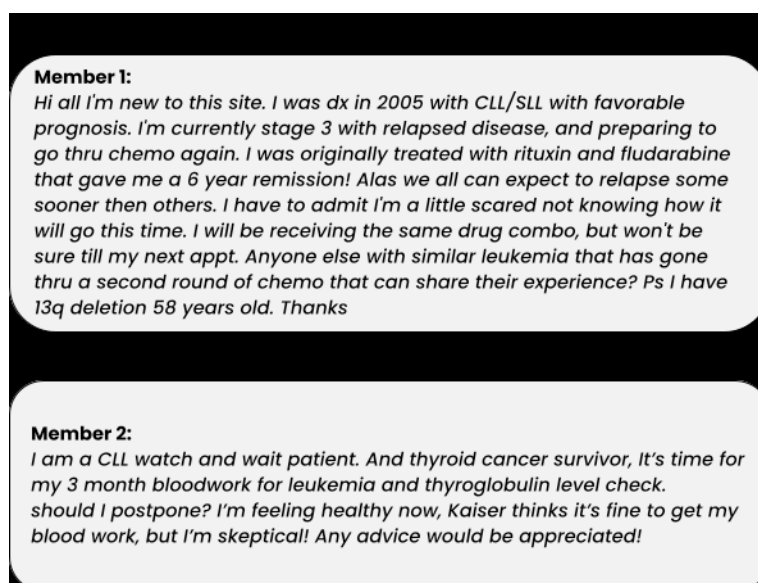 Member 1:
Hi all I'm new to this site. I was dx in 2005 with CLL/SLL with favorable
prognosis. I'm currently stage 3 with relapsed disease, and preparing to
go thru chemo again. I was originally treated with rituxin and fludarabine
that gave me a 6 year remission! Alas we all can expect to relapse some
sooner then others. I have to admit I'm a little scared not knowing how it
will go this time. I will be receiving the same drug combo, but won't be
sure till my next appt. Anyone else with similar leukemia that has gone
thru a second round of chemo that can share their experience? Ps I have
13q deletion 58 years old. Thanks
Member 2:
I am a CLL watch and wait patient. And thyroid cancer survivor, It's time for
my 3 month bloodwork for leukemia and thyroglobulin level check.
should I postpone? I'm feeling healthy now, Kaiser thinks it's fine to get my
blood work, but I'm skeptical! Any advice would be appreciated!